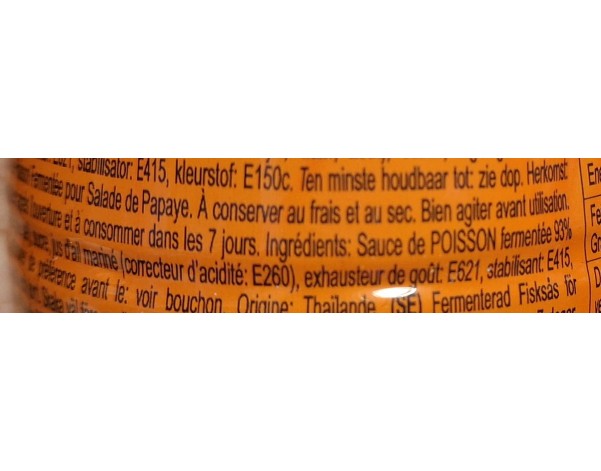 E621, stabilisator: E415, kleurstof: E150c. Ten minste houdbaar tot: zie dop. Herkomst:
Fermentée pour Salade de Papaye. À conserver au frais et au sec. Bien agiter avant utilisation. Fe
l'ouverture et à consommer dans les 7 jours. Ingrédients: Sauce de POISSON fermentée 93%
jus d'ail mariné (correcteur d'acidité: E260), exhausteur de goût: E621, stabilisant: E415,
de préférence avant le: voir bouchon. Origine: Thaïlande. (SE) Fermenterad Fisksås för